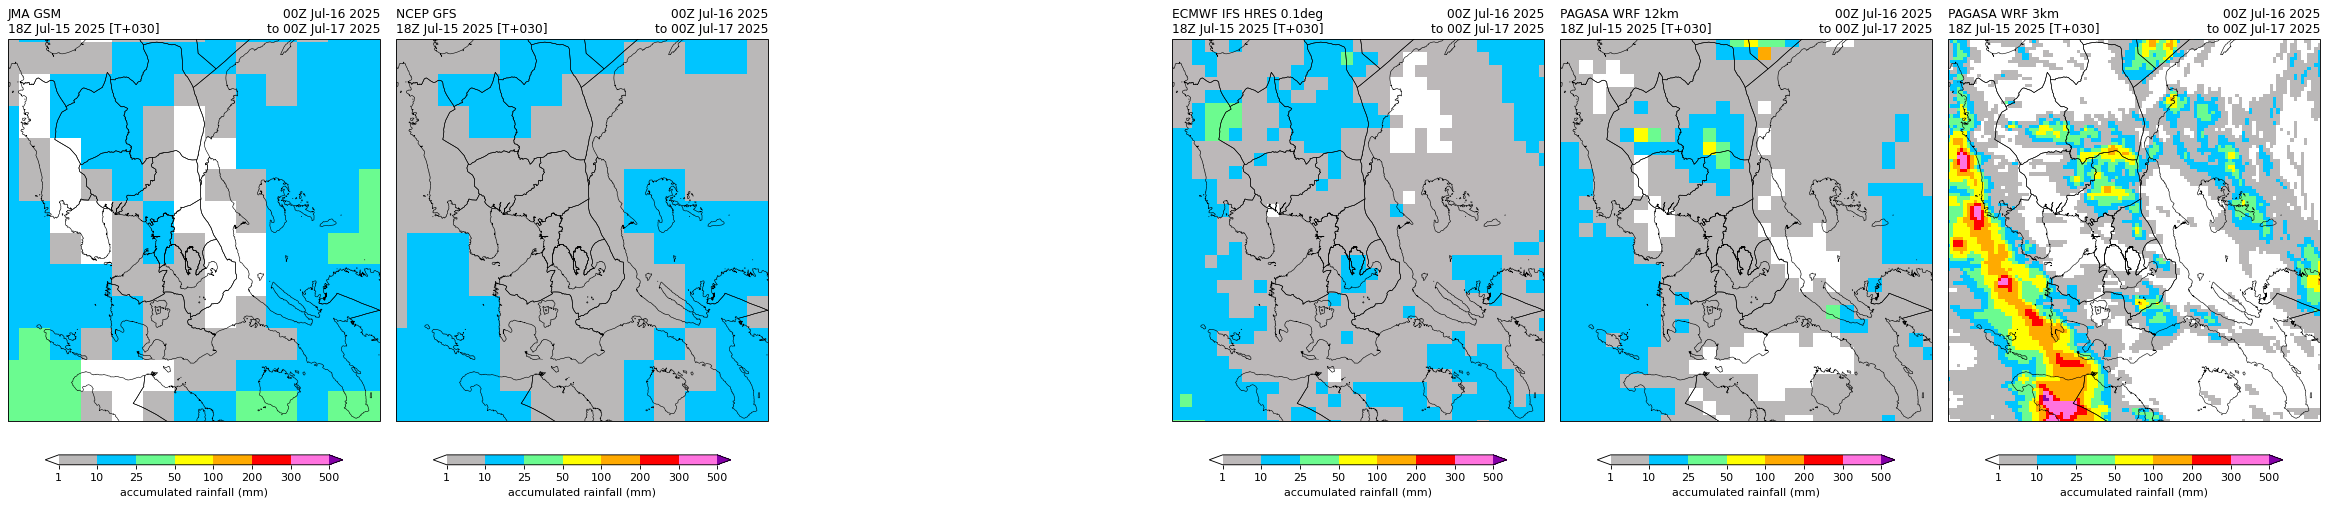 JMA GSM 00Z Jul-16 2025
18Z Jul-15 2025 [T+030] to 00Z Jul-17 2025
1 10 25 50 100 200 300 500
accumulated rainfall (mm)
NCEP GFS 00Z Jul-16 2025
18Z Jul-15 2025 [T+030] to 00Z Jul-17 2025
1 10 25 50 100 200 300 500
accumulated rainfall (mm)
ECMWF IFS HRES 0.1deg 00Z Jul-16 2025
18Z Jul-15 2025 [T+030] to 00Z Jul-17 2025
1 10 25 50 100 200 300 500
accumulated rainfall (mm)
PAGASA WRF 12km 00Z Jul-16 2025
18Z Jul-15 2025 [T+030] to 00Z Jul-17 2025
1 10 25 50 100 200 300 500
accumulated rainfall (mm)
PAGASA WRF 3km 00Z Jul-16 2025
18Z Jul-15 2025 [T+030] to 00Z Jul-17 2025
1 10 25 50 100 200 300 500
accumulated rainfall (mm)